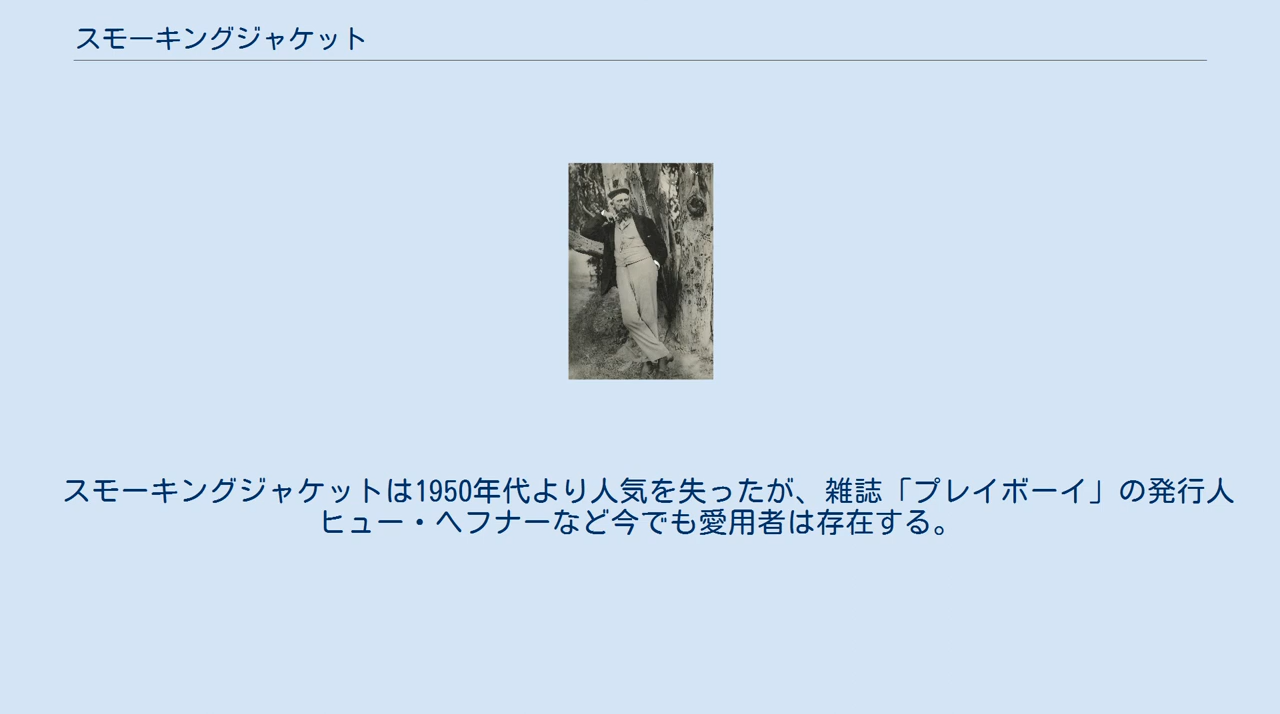 スモーキングジャケット
スモーキングジャケットは1950年代より人気を失ったが、雑誌「プレイボーイ」の発行人
ヒュー・ヘフナーなど今でも愛用者は存在する。